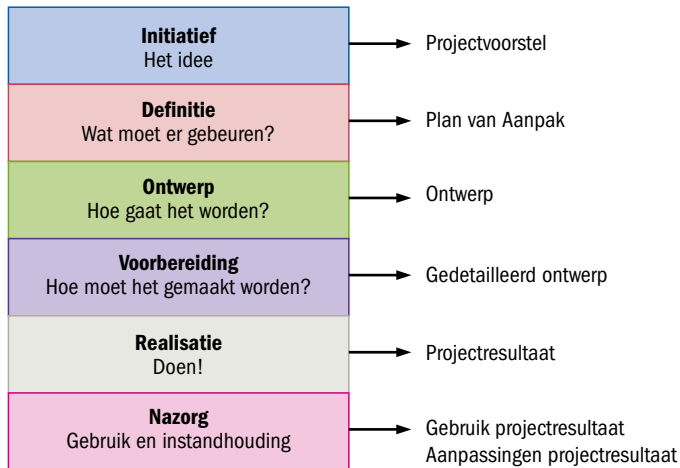 Initiatief
Het idee
Projectvoorstel
Definitie
Wat moet er gebeuren?
Plan van Aanpak
Ontwerp
Hoe gaat het worden?
Ontwerp
Voorbereiding
Hoe moet het gemaakt worden?
Gedetailleerd ontwerp
Realisatie
Doen!
Projectresultaat
Nazorg
Gebruik en instandhouding
Gebruik projectresultaat
Aanpassingen projectresultaat